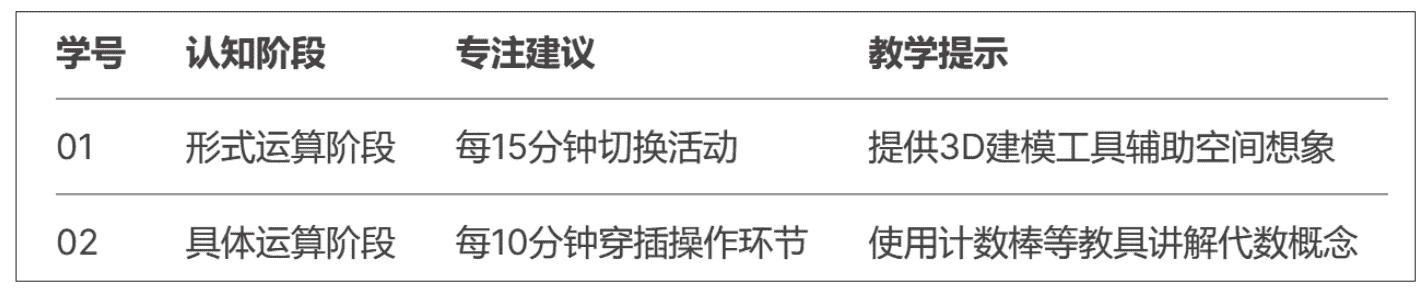 学号 认知阶段 专注建议 教学提示
01 形式运算阶段 每15分钟切换活动 提供3D建模工具辅助空间想象
02 具体运算阶段 每10分钟穿插操作环节 使用计数棒等教具讲解代数概念